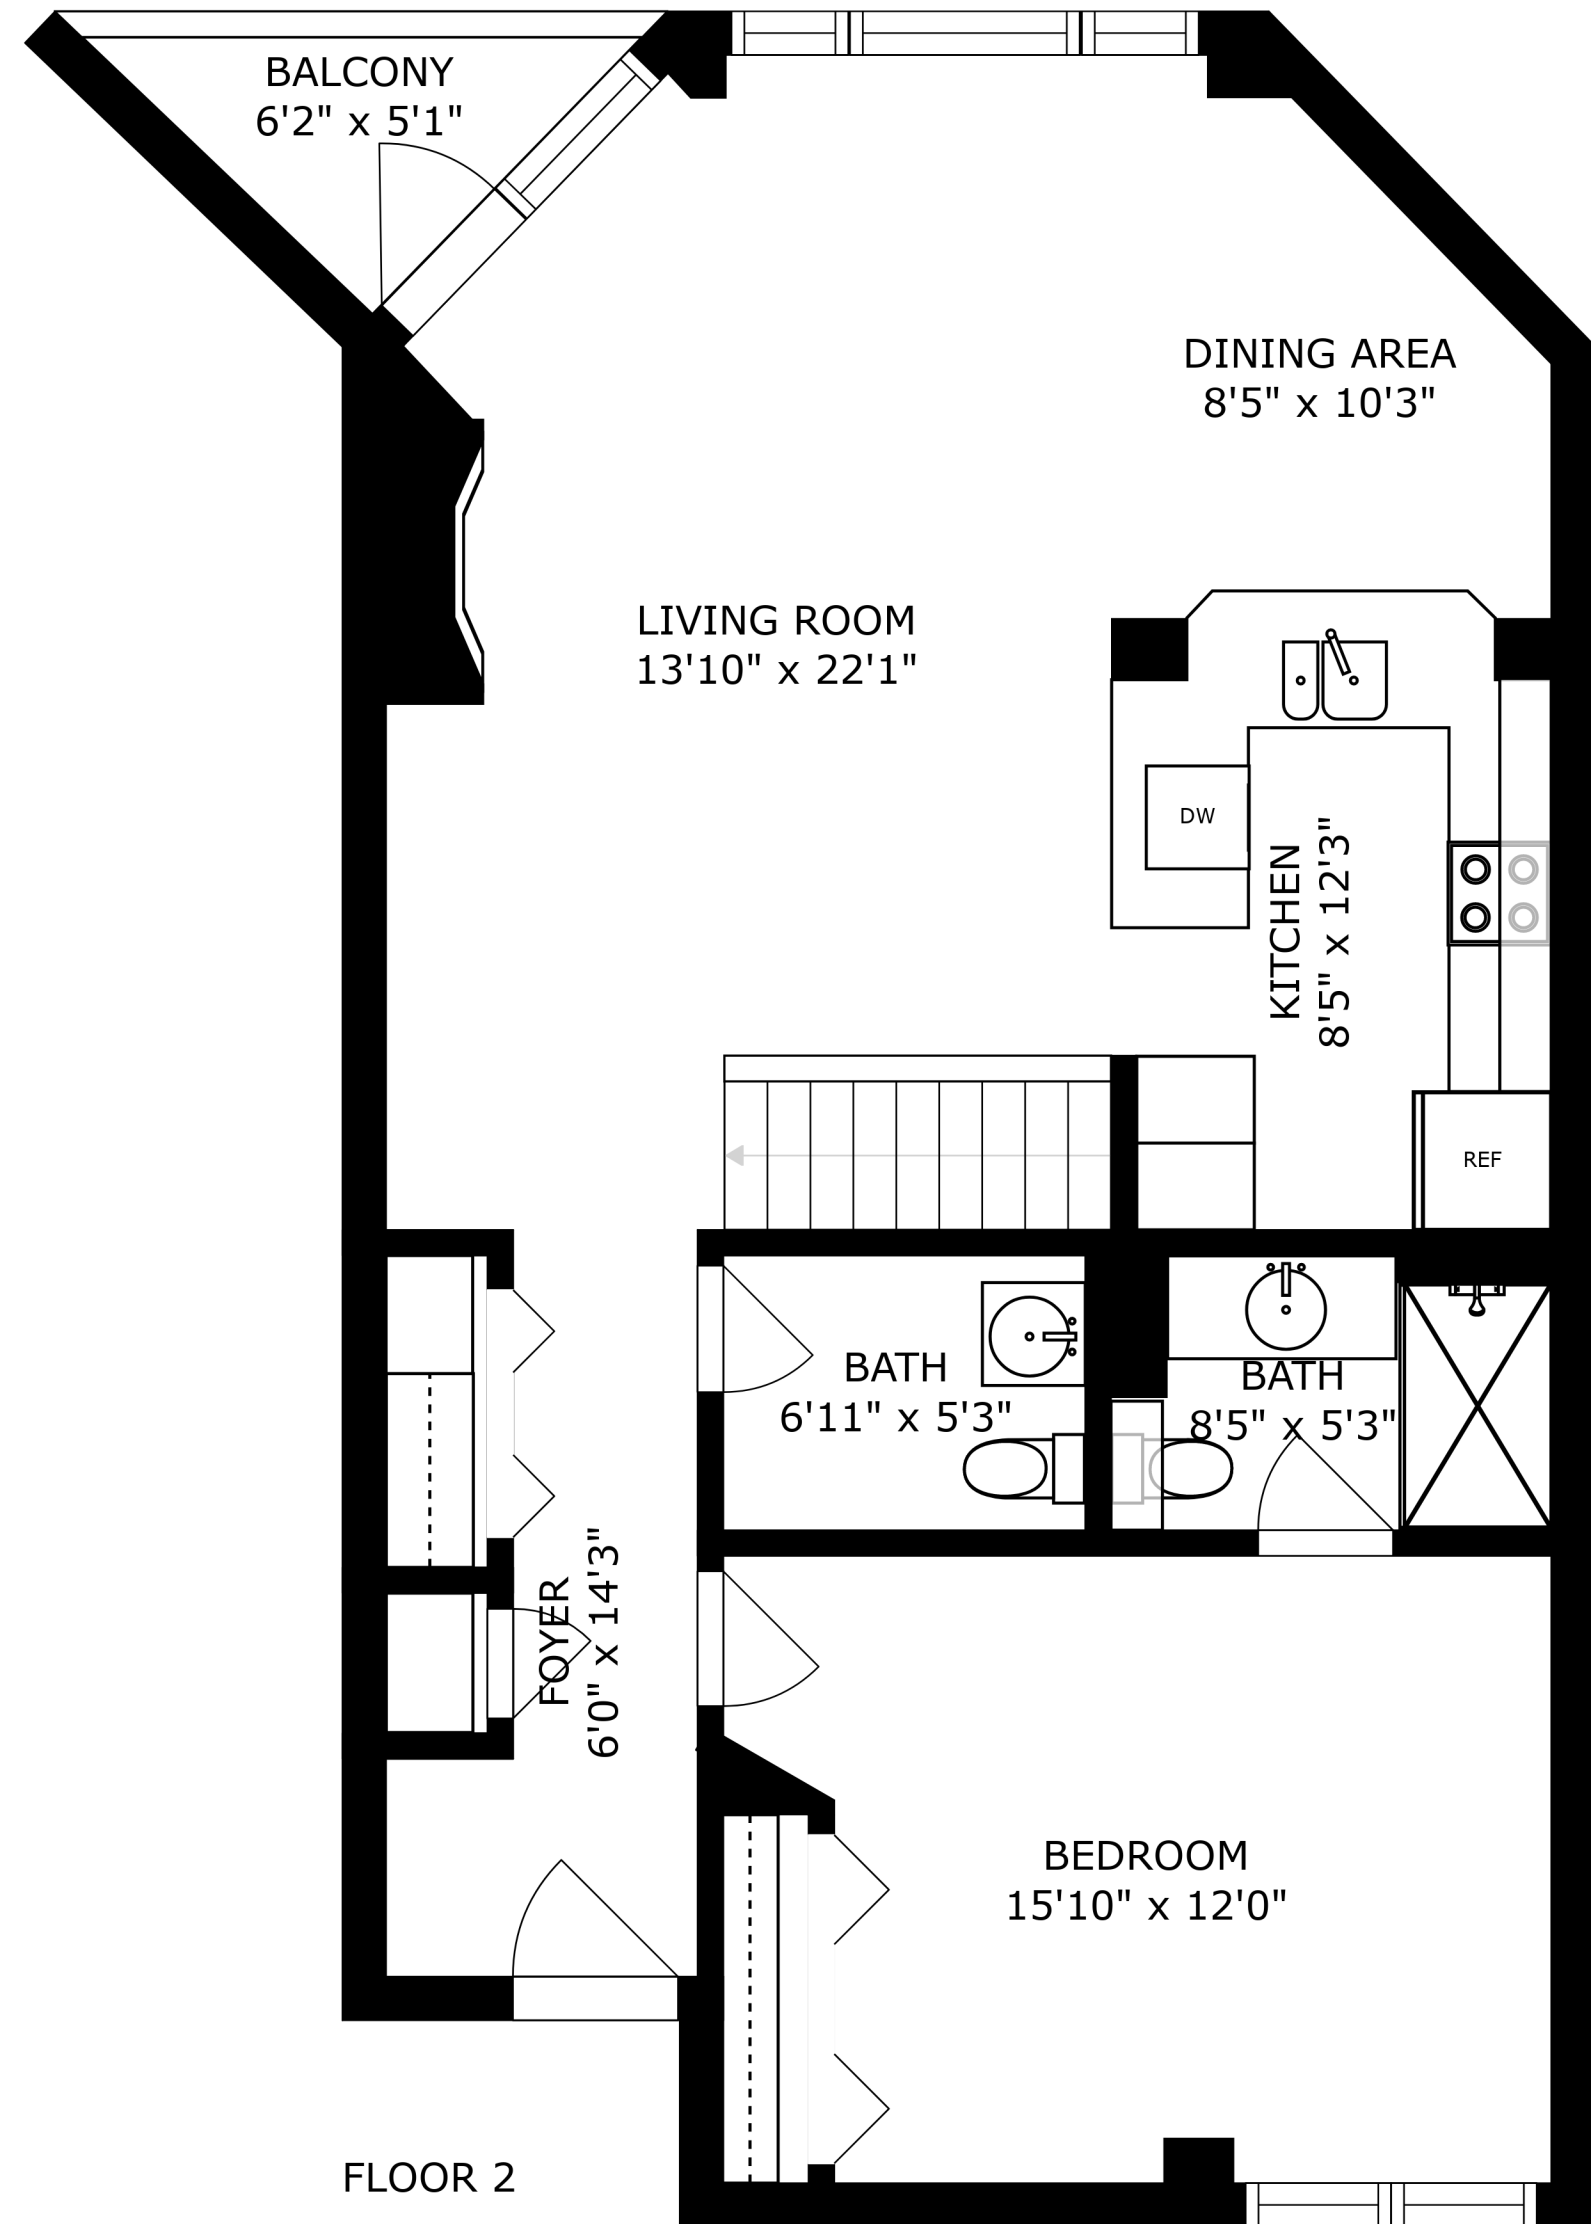 BALCONY
6'2" x 5'1"
DINING AREA
8'5" x 10'3"
LIVING ROOM
13'10" x 22'1"
DW
KITCHEN
8'5" x 12'3"
REF
BATH
6'11" x 5'3"
BATH
8'5" x 5'3"
FOYER
6'0" x 14'3"
BEDROOM
15'10" x 12'0"
FLOOR 2